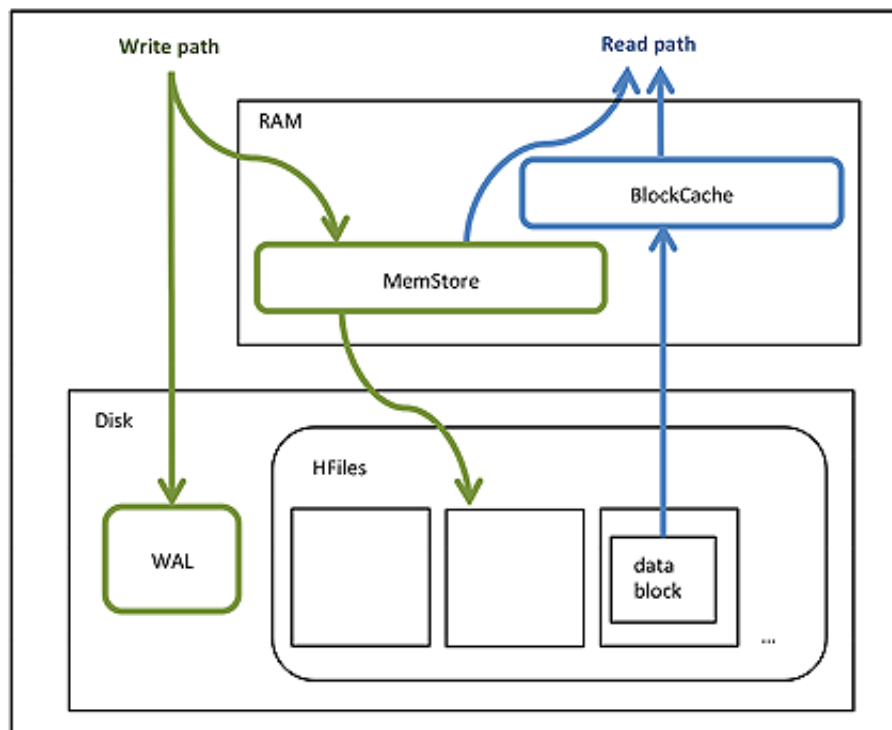 Write path
Read path
RAM
BlockCache
MemStore
Disk
HFiles
WAL
data
block
...